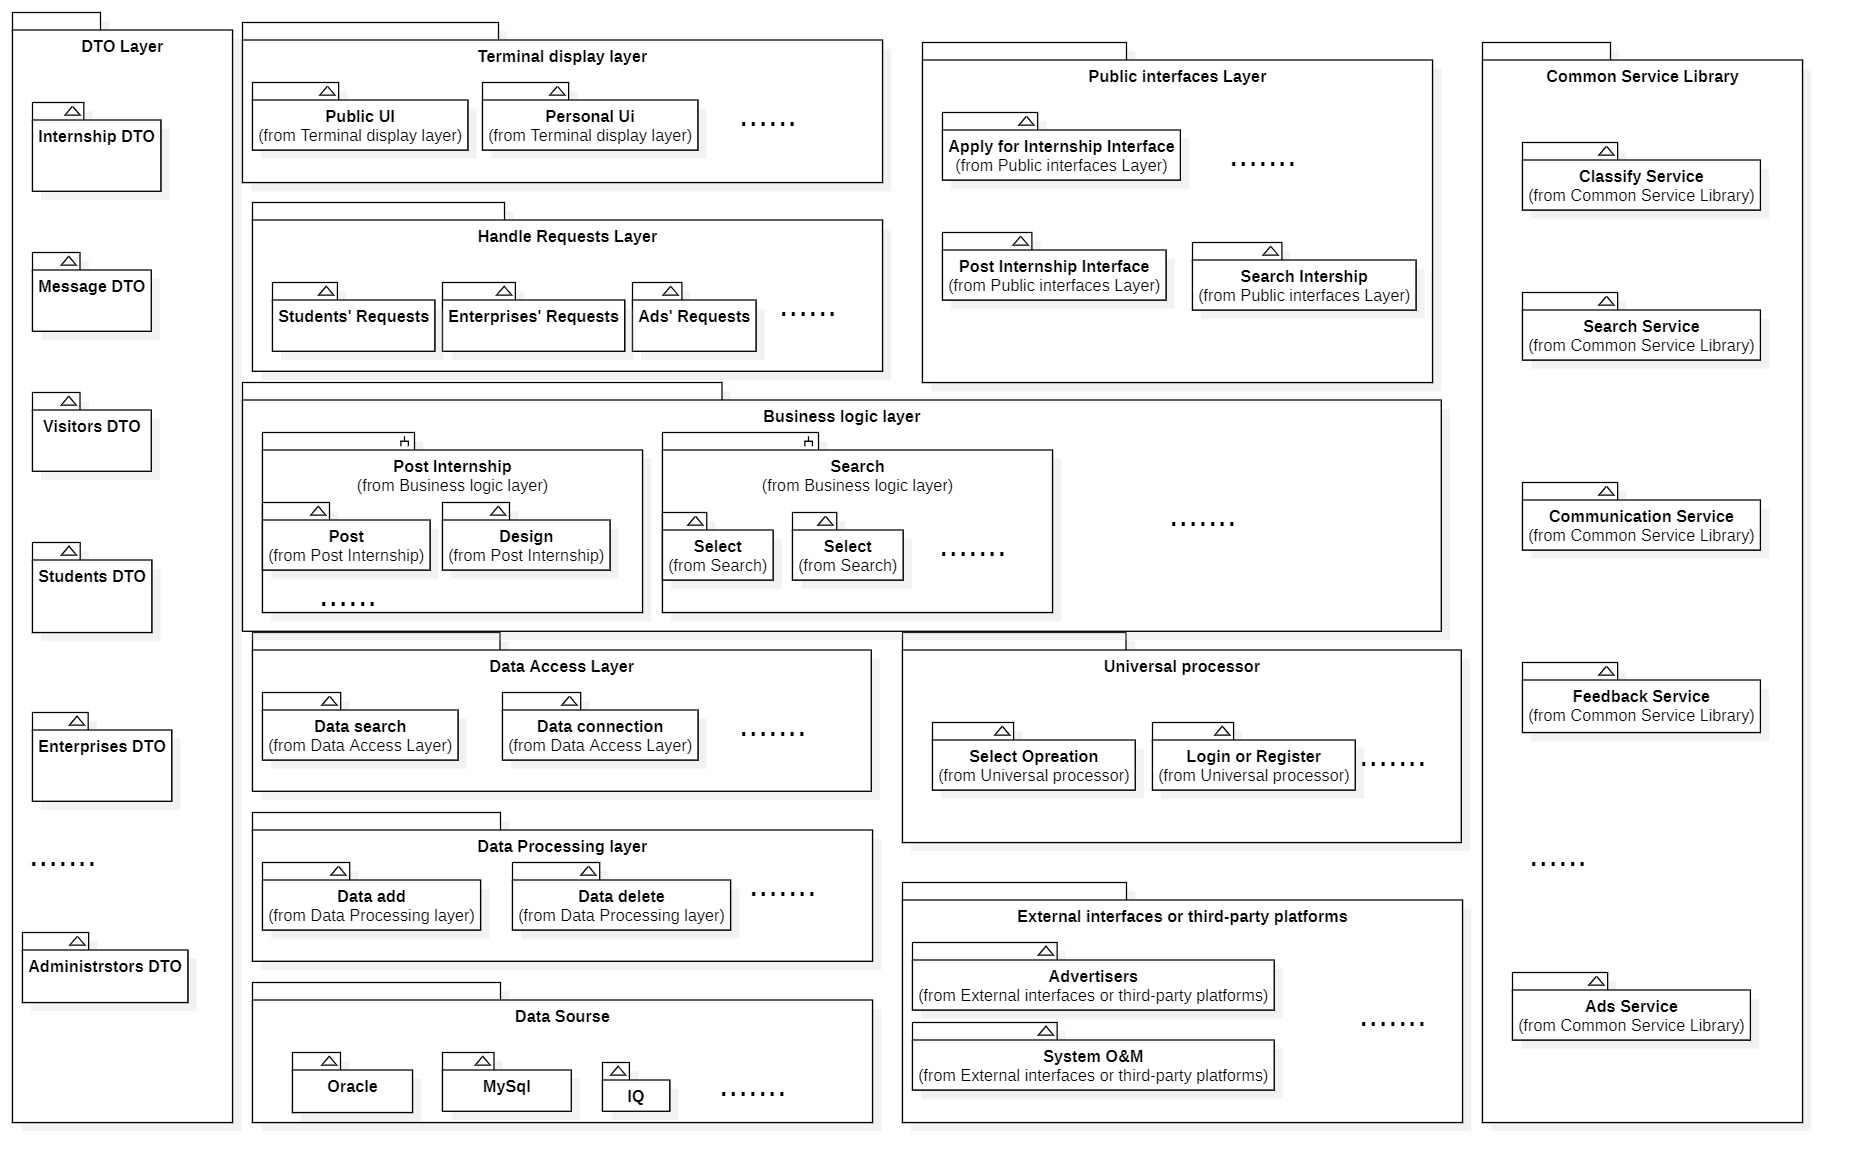 DTO Layer
Internship DTO
Message DTO
Visitors DTO
Students DTO
Enterprises DTO
.......
Administrstors DTO
Terminal display layer
Public UI
(from Terminal display layer)
Personal Ui
(from Terminal display layer)
......
Handle Requests Layer
Students' Requests
Enterprises' Requests
Ads' Requests
......
Public interfaces Layer
Apply for Internship Interface
(from Public interfaces Layer)
.......
Post Internship Interface
(from Public interfaces Layer)
Search Intership
(from Public interfaces Layer)
Business logic layer
Post Internship
(from Business logic layer)
Post
(from Post Internship)
Design
(from Post Internship)
......
Search
(from Business logic layer)
Select
(from Search)
Select
(from Search)
.......
.......
Data Access Layer
Data search
(from Data Access Layer)
Data connection
(from Data Access Layer)
.......
Universal processor
Select Opreation
(from Universal processor)
Login or Register
(from Universal processor)
.......
Data Processing layer
Data add
(from Data Processing layer)
Data delete
(from Data Processing layer)
.......
Data Sourse
Oracle
MySql
IQ
.......
External interfaces or third-party platforms
Advertisers
(from External interfaces or third-party platforms)
System O&M
(from External interfaces or third-party platforms)
.......
Common Service Library
Classify Service
(from Common Service Library)
Search Service
(from Common Service Library)
Communication Service
(from Common Service Library)
Feedback Service
(from Common Service Library)
......
Ads Service
(from Common Service Library)